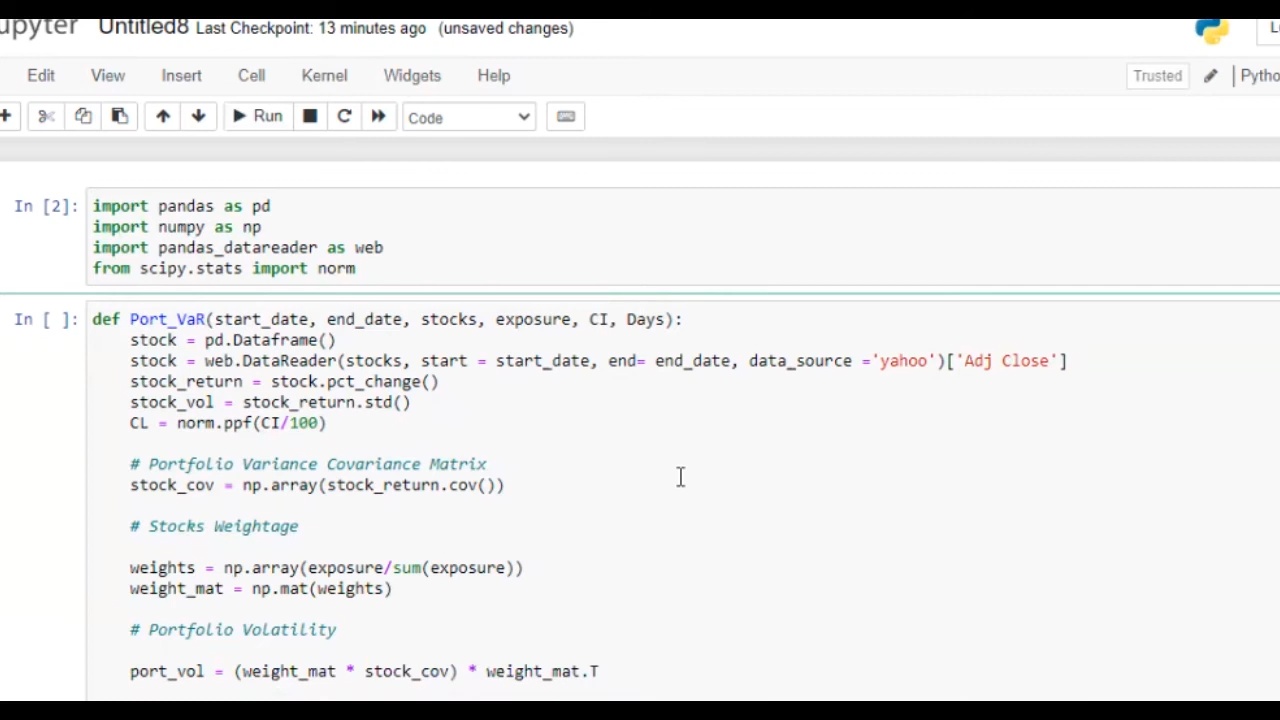 upyter Untitled8 Last Checkpoint: 13 minutes ago (unsaved changes)
Edit View Insert Cell Kernel Widgets Help Trusted Pytho
Run Code
In [2]: import pandas as pd
import numpy as np
import pandas_datareader as web
from scipy.stats import norm
In [ ]: def Port_VaR(start_date, end_date, stocks, exposure, CI, Days):
stock = pd.Dataframe()
stock = web.DataReader(stocks, start = start_date, end= end_date, data_source ='yahoo')['Adj Close']
stock_return = stock.pct_change()
stock_vol = stock_return.std()
CL = norm.ppf(CI/100)
# Portfolio Variance Covariance Matrix
stock_cov = np.array(stock_return.cov())
# Stocks Weightage
weights = np.array(exposure/sum(exposure))
weight_mat = np.mat(weights)
# Portfolio Volatility
port_vol = (weight_mat * stock_cov) * weight_mat.T